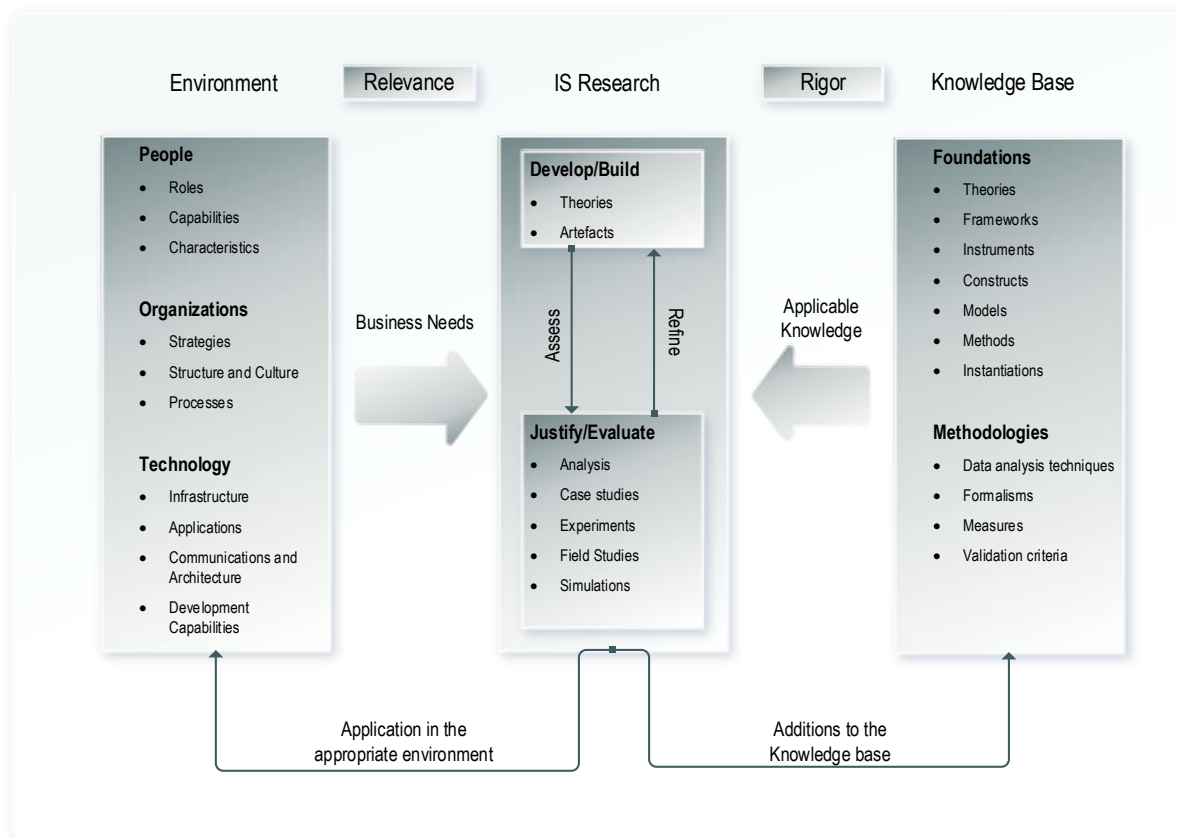 Environment
Relevance
IS Research
Rigor
Knowledge Base
People
• Roles
• Capabilities
• Characteristics
Organizations
• Strategies
• Structure and Culture
• Processes
Technology
• Infrastructure
• Applications
• Communications and
Architecture
• Development
Capabilities
Business Needs
Develop/Build
• Theories
• Artefacts
Assess
Refine
Justify/Evaluate
• Analysis
• Case studies
• Experiments
• Field Studies
• Simulations
Applicable
Knowledge
Foundations
• Theories
• Frameworks
• Instruments
• Constructs
• Models
• Methods
• Instantiations
Methodologies
• Data analysis techniques
• Formalisms
• Measures
• Validation criteria
Application in the
appropriate environment
Additions to the
Knowledge base